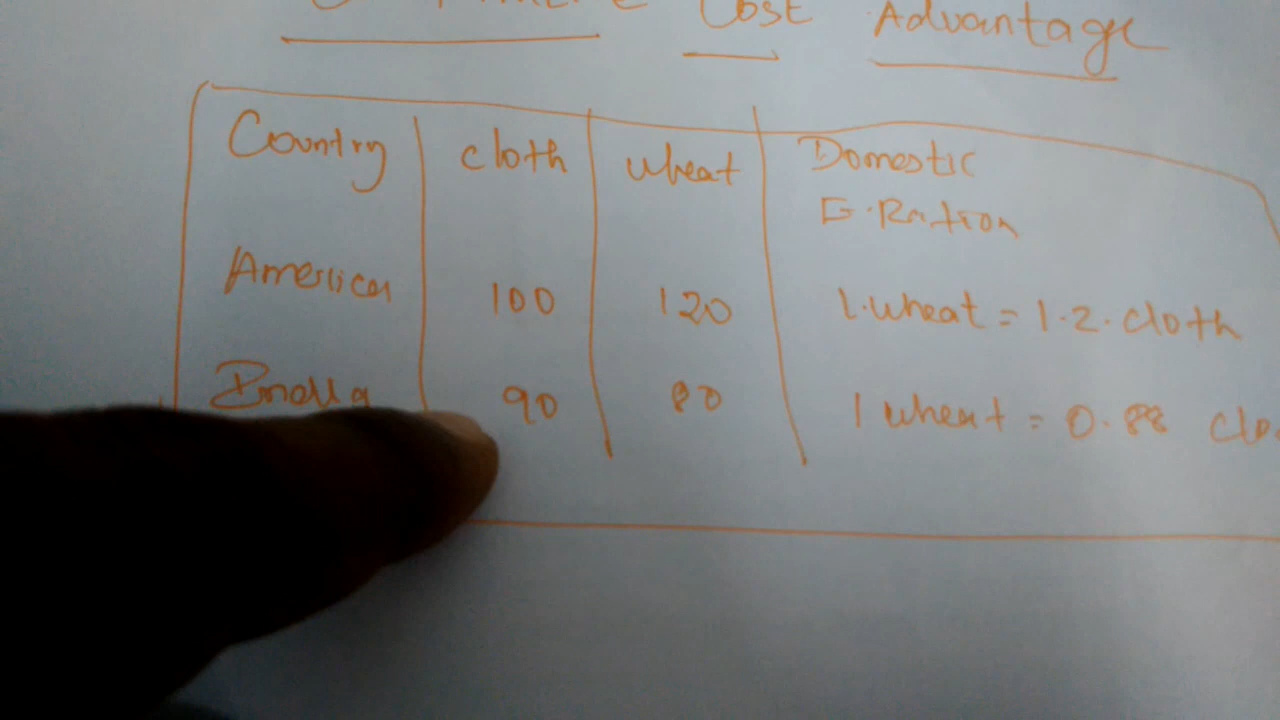 Cost Advantage
Country cloth wheat Domestic
E.Ration
America 100 120 1.wheat = 1.2.cloth
90 80 1 wheat = 0.88 clo